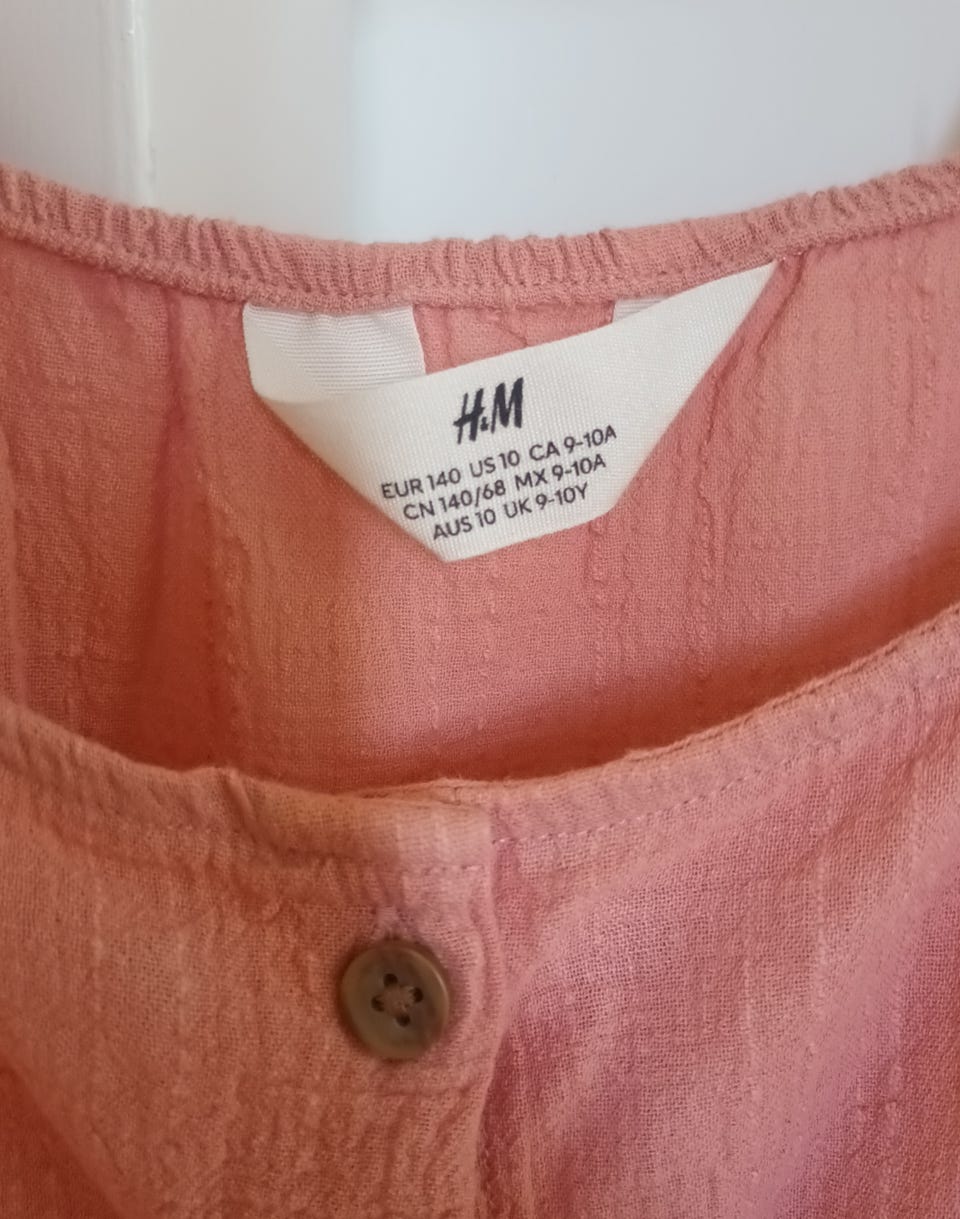 H&M
EUR 140 US 10 CA 9-10A
CN 140/68 MX 9-10A
AUS 10 UK 9-10Y